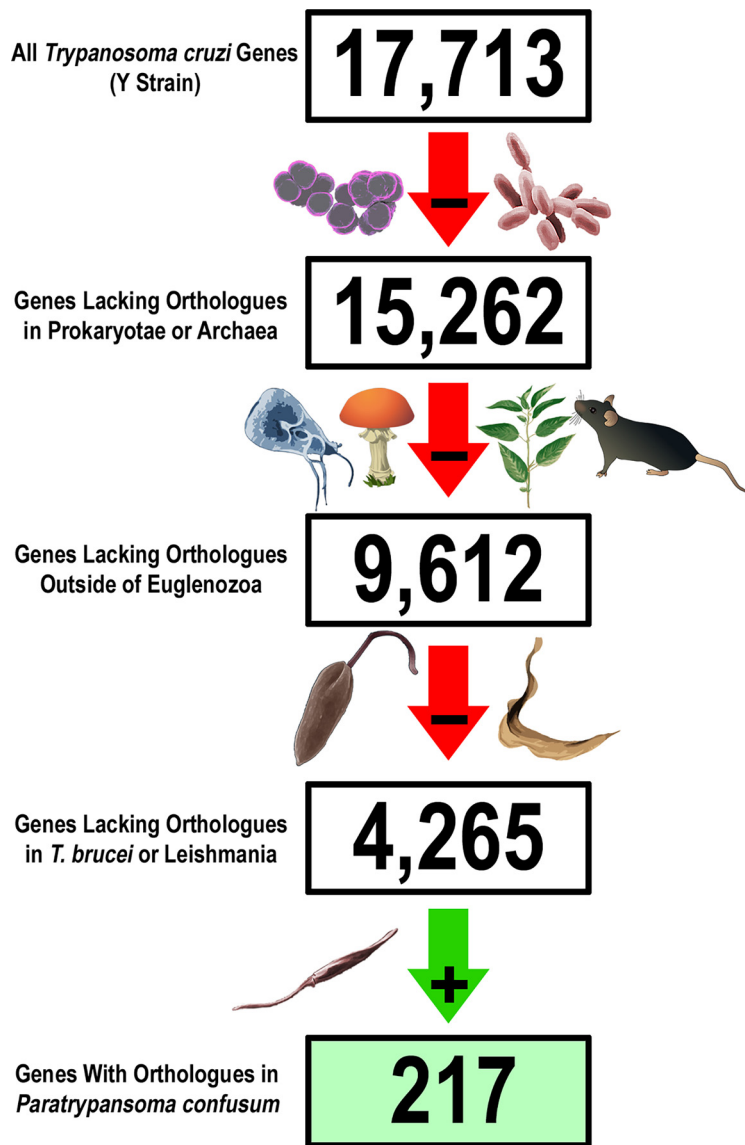 All Trypanosoma cruzi Genes
(Y Strain)
17,713
−
Genes Lacking Orthologues
in Prokaryotae or Archaea
15,262
−
Genes Lacking Orthologues
Outside of Euglenozoa
9,612
−
Genes Lacking Orthologues
in T. brucei or Leishmania
4,265
+
Genes With Orthologues in
Paratrypansoma confusum
217